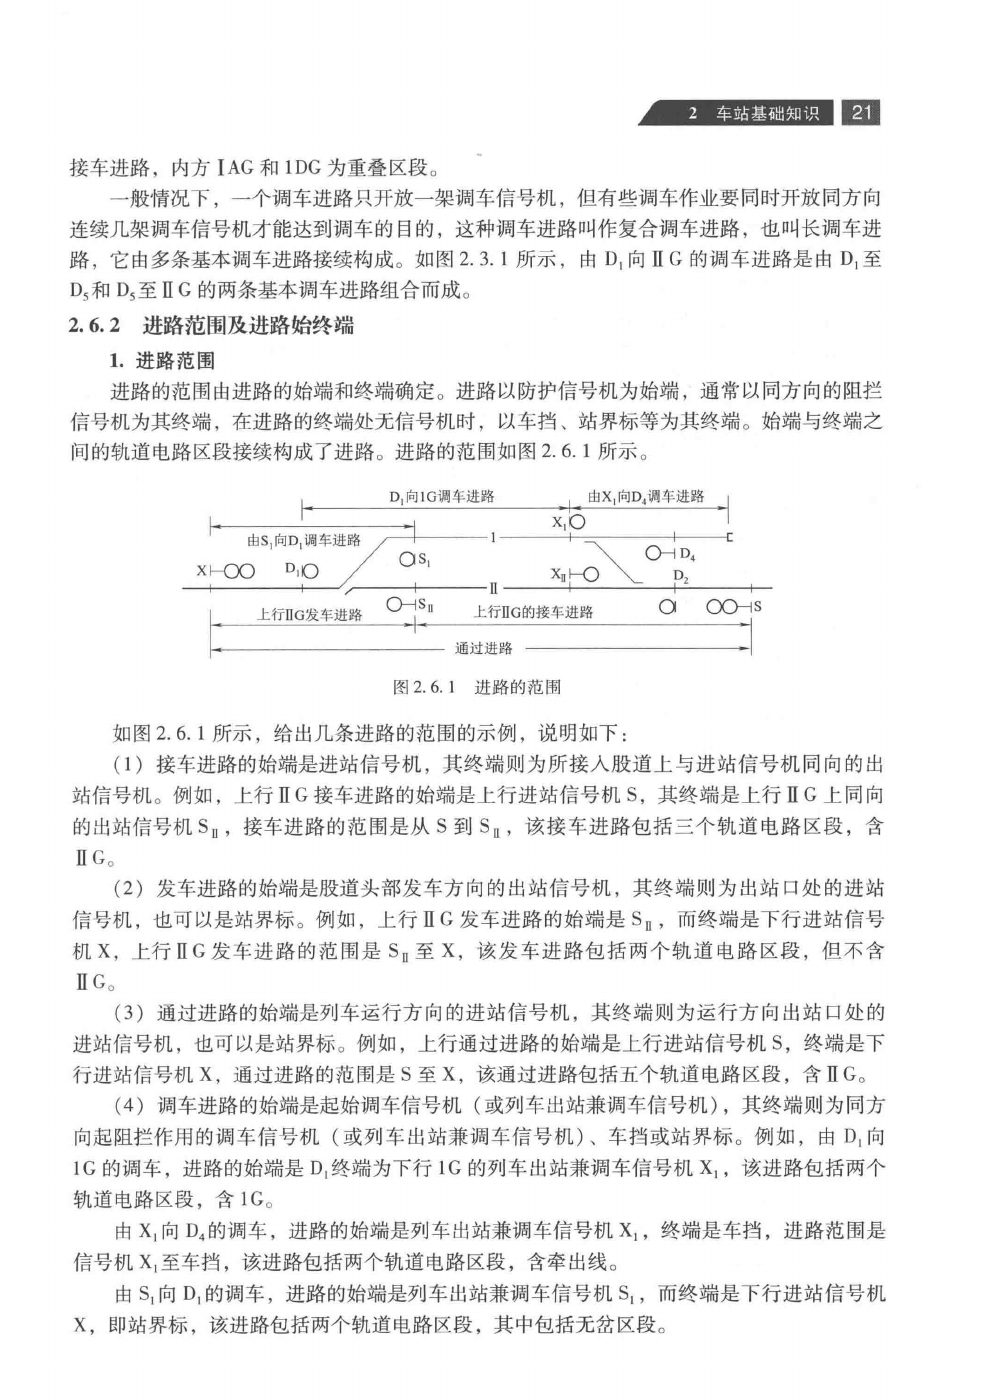 2 车站基础知识 21
接车进路，内方ⅠAG 和 1DG 为重叠区段。
一般情况下，一个调车进路只开放一架调车信号机，但有些调车作业要同时开放同方向
连续几架调车信号机才能达到调车的目的，这种调车进路叫作复合调车进路，也叫长调车进
路，它由多条基本调车进路接续构成。如图 2.3.1 所示，由 D₁向ⅡG 的调车进路是由 D₁至
D₅和 D₅至ⅡG 的两条基本调车进路组合而成。
2.6.2 进路范围及进路始终端
1. 进路范围
进路的范围由进路的始端和终端确定。进路以防护信号机为始端，通常以同方向的阻拦
信号机为其终端，在进路的终端处无信号机时，以车挡、站界标等为其终端。始端与终端之
间的轨道电路区段接续构成了进路。进路的范围如图 2.6.1 所示。
D₁向1G调车进路 由X₁向D₄调车进路
X₁
由S₁向D₁调车进路 I
S₁ D₄
X D₁ XⅡ D₂
Ⅱ
上行ⅡG发车进路 SⅡ 上行ⅡG的接车进路 S
通过进路
图 2.6.1 进路的范围
如图 2.6.1 所示，给出几条进路的范围的示例，说明如下：
（1）接车进路的始端是进站信号机，其终端则为所接入股道上与进站信号机同向的出
站信号机。例如，上行ⅡG 接车进路的始端是上行进站信号机 S，其终端是上行ⅡG 上同向
的出站信号机 SⅡ，接车进路的范围是从 S 到 SⅡ，该接车进路包括三个轨道电路区段，含
ⅡG。
（2）发车进路的始端是股道头部发车方向的出站信号机，其终端则为出站口处的进站
信号机，也可以是站界标。例如，上行ⅡG 发车进路的始端是 SⅡ，而终端是下行进站信号
机 X，上行ⅡG 发车进路的范围是 SⅡ至 X，该发车进路包括两个轨道电路区段，但不含
ⅡG。
（3）通过进路的始端是列车运行方向的进站信号机，其终端则为运行方向出站口处的
进站信号机，也可以是站界标。例如，上行通过进路的始端是上行进站信号机 S，终端是下
行进站信号机 X，通过进路的范围是 S 至 X，该通过进路包括五个轨道电路区段，含ⅡG。
（4）调车进路的始端是起始调车信号机（或列车出站兼调车信号机），其终端则为同方
向起阻拦作用的调车信号机（或列车出站兼调车信号机）、车挡或站界标。例如，由 D₁向
1G 的调车，进路的始端是 D₁终端为下行 1G 的列车出站兼调车信号机 X₁，该进路包括两个
轨道电路区段，含 1G。
由 X₁向 D₄的调车，进路的始端是列车出站兼调车信号机 X₁，终端是车挡，进路范围是
信号机 X₁至车挡，该进路包括两个轨道电路区段，含牵出线。
由 S₁向 D₁的调车，进路的始端是列车出站兼调车信号机 S₁，而终端是下行进站信号机
X，即站界标，该进路包括两个轨道电路区段，其中包括无岔区段。